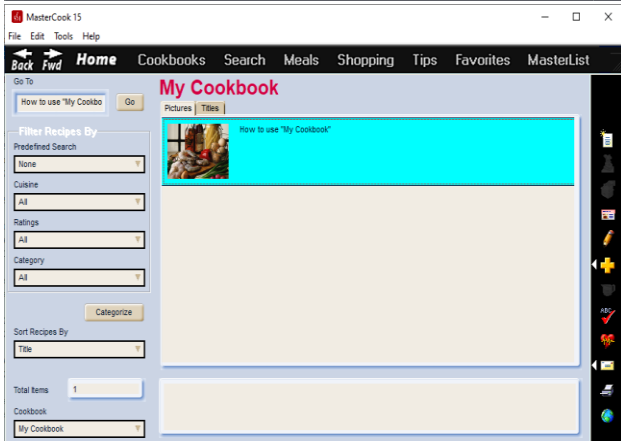 MasterCook 15
File Edit Tools Help
Back Fwd Home Cookbooks Search Meals Shopping Tips Favorites MasterList
Go To
How to use "My Cookbo
Go
Filter Recipes By
Predefined Search
None
Cuisine
All
Ratings
All
Category
All
Categorize
Sort Recipes By
Title
Total Items 1
Cookbook
My Cookbook
My Cookbook
Pictures Titles
How to use "My Cookbook"
ABC